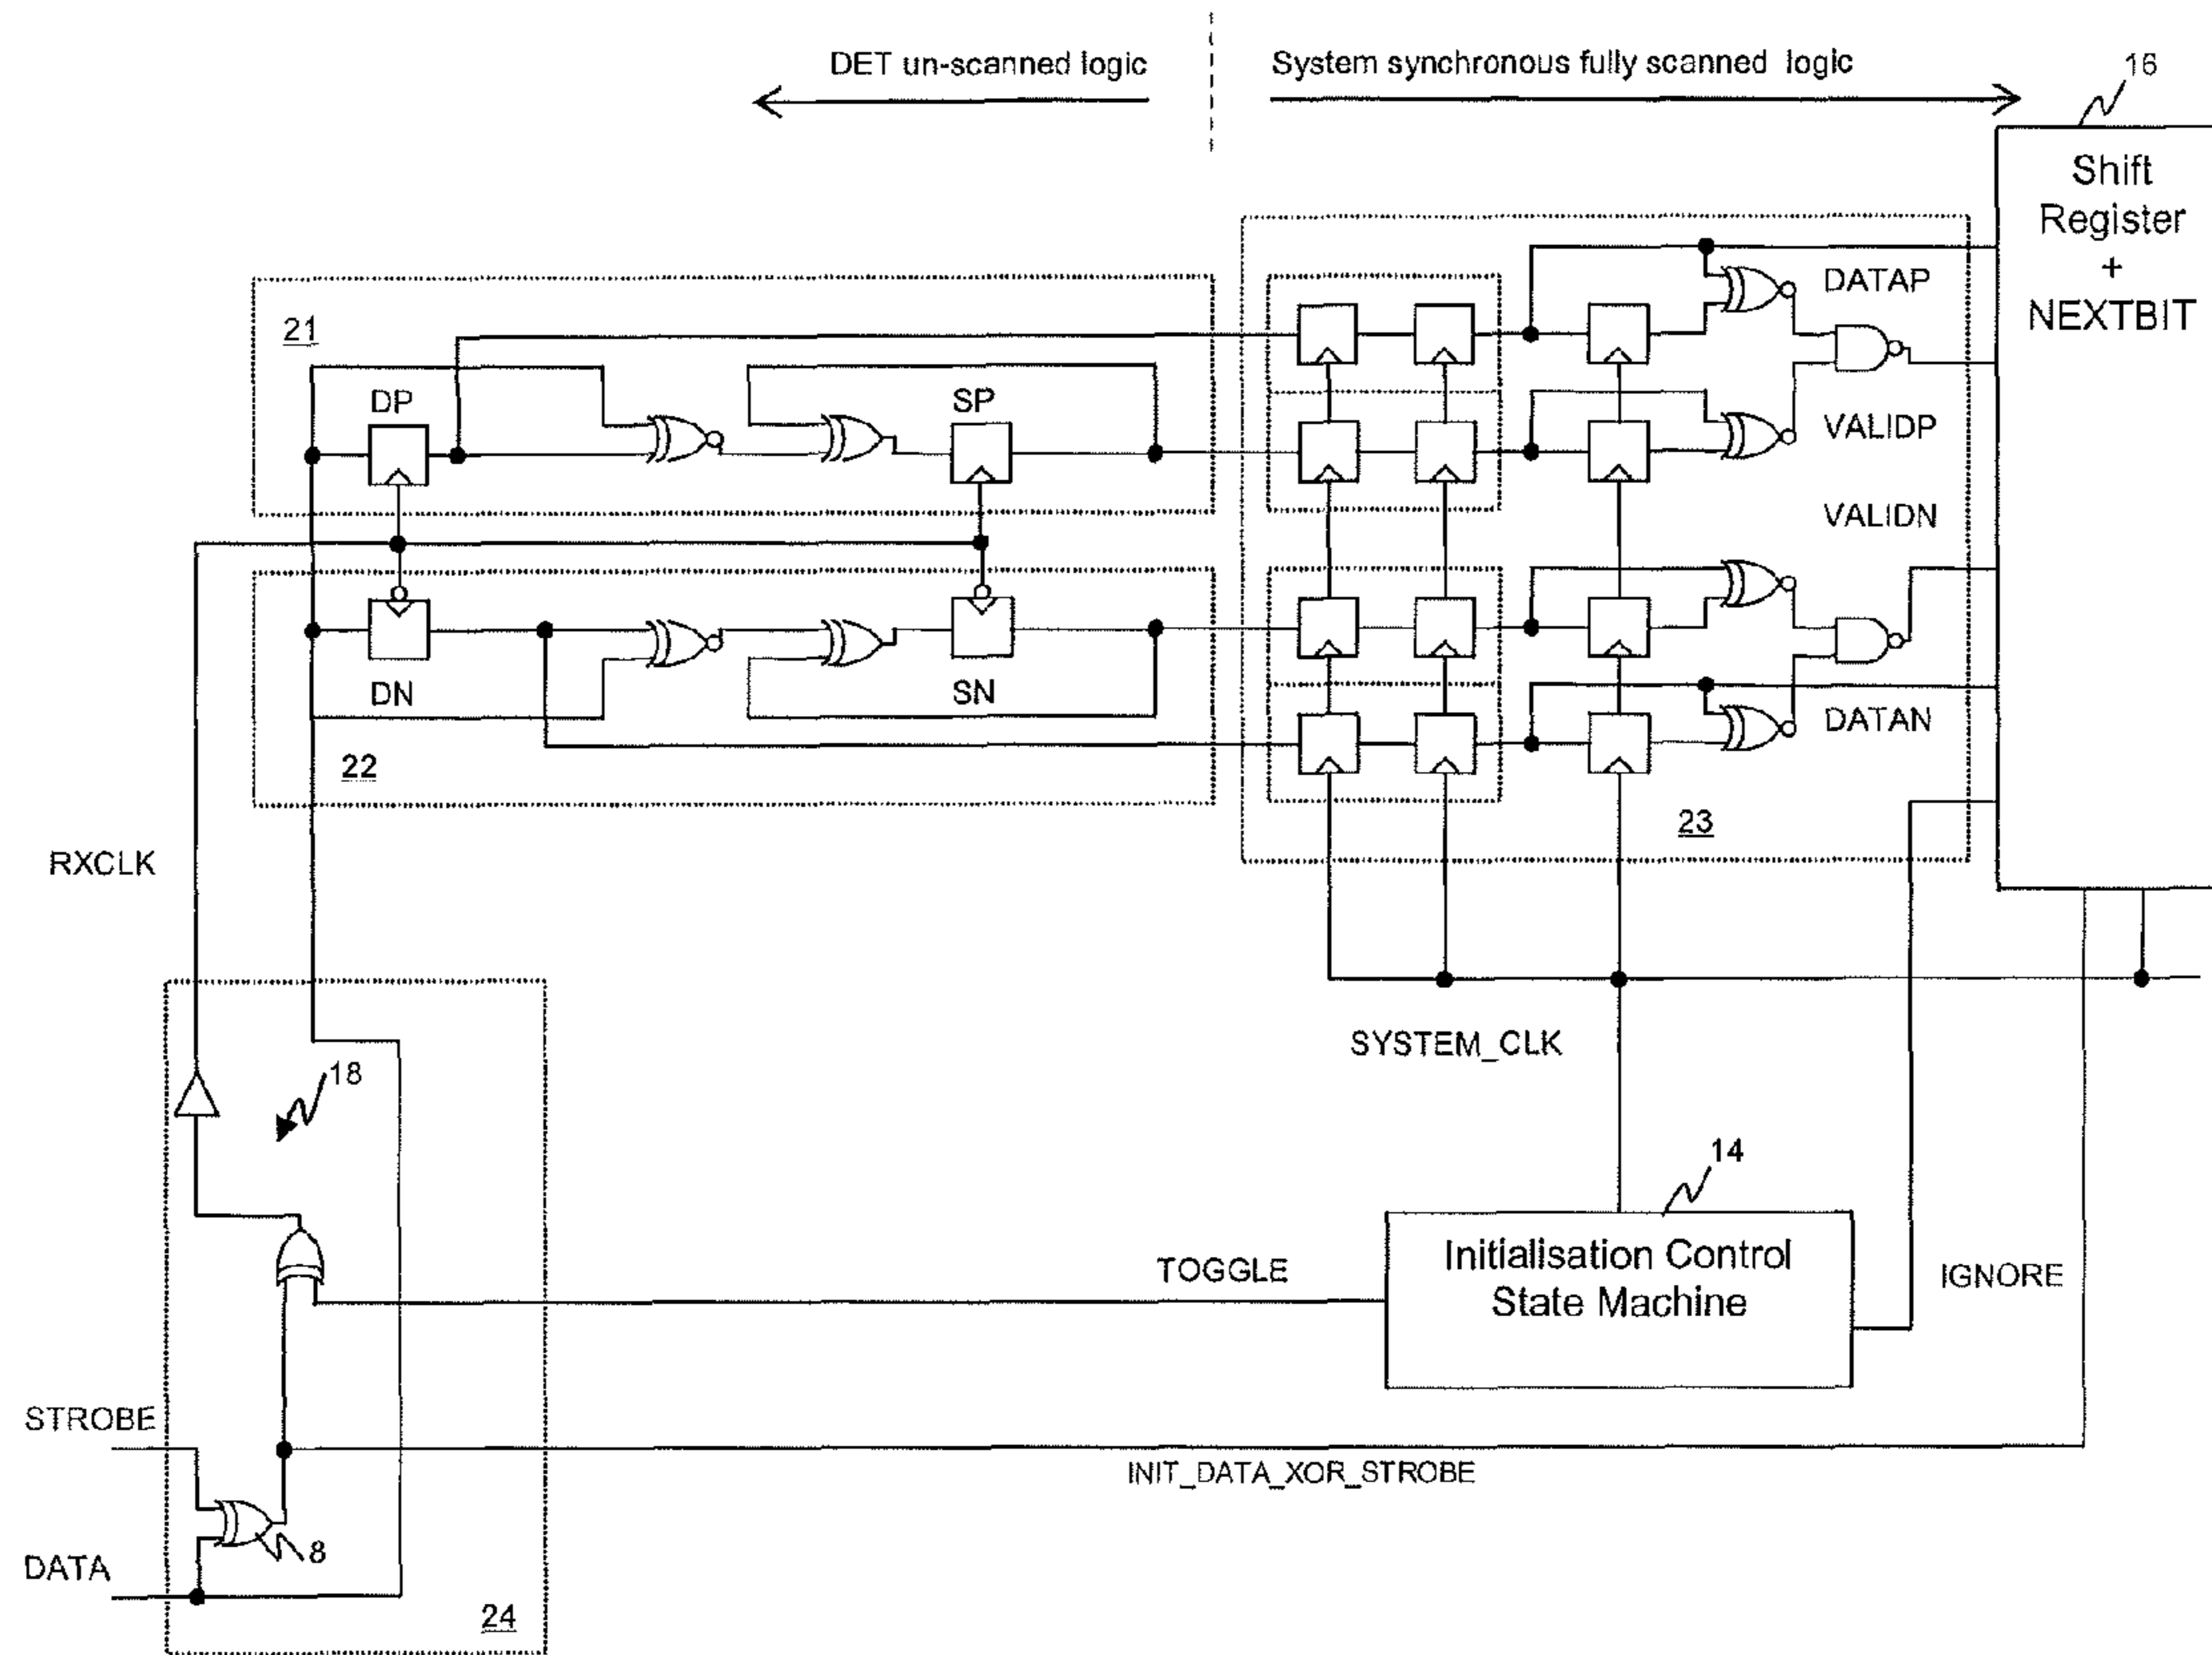 DET un-scanned logic
System synchronous fully scanned logic
16
Shift
Register
+
NEXTBIT
21
DATAP
DP
SP
VALIDP
VALIDN
DN
SN
DATAN
22
23
RXCLK
SYSTEM_CLK
18
14
Initialisation Control
State Machine
TOGGLE
IGNORE
STROBE
INIT_DATA_XOR_STROBE
8
DATA
24